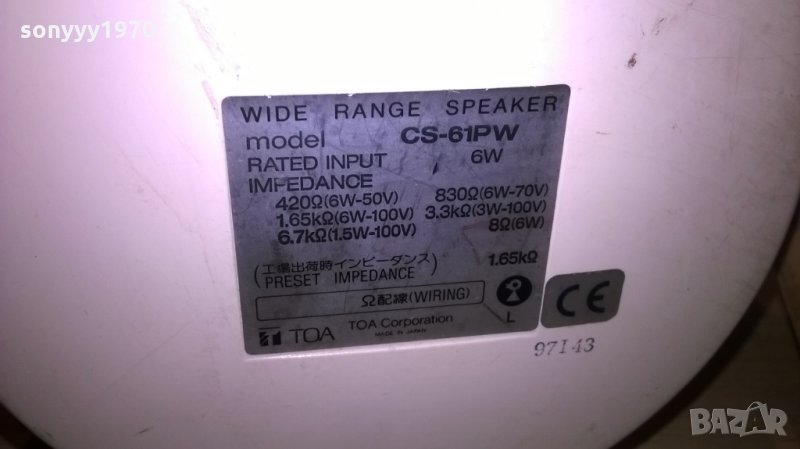 sonyyy1970
WIDE RANGE SPEAKER
model CS-61PW
RATED INPUT 6W
IMPEDANCE
420Ω(6W-50V) 830Ω(6W-70V)
1.65kΩ(6W-100V) 3.3kΩ(3W-100V)
6.7kΩ(1.5W-100V) 8Ω(6W)
(工場出荷時インピーダンス) 1.65kΩ
(PRESET IMPEDANCE)
Ω配線(WIRING)
L
CE
TOA TOA Corporation
MADE IN JAPAN
97143
BAZAR